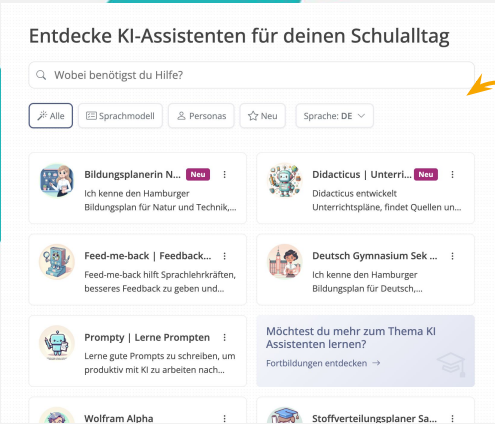 Entdecke KI-Assistenten für deinen Schulalltag
Wobei benötigst du Hilfe?
Alle
Sprachmodell
Personas
Neu
Sprache: DE
Bildungsplanerin N... Neu
Ich kenne den Hamburger
Bildungsplan für Natur und Technik,...
Didacticus | Unterri... Neu
Didacticus entwickelt
Unterrichtspläne, findet Quellen un...
Feed-me-back | Feedback...
Feed-me-back hilft Sprachlehrkräften,
besseres Feedback zu geben und...
Deutsch Gymnasium Sek ...
Ich kenne den Hamburger
Bildungsplan für Deutsch,...
Prompty | Lerne Prompten
Lerne gute Prompts zu schreiben, um
produktiv mit KI zu arbeiten nach...
Möchtest du mehr zum Thema KI
Assistenten lernen?
Fortbildungen entdecken →
Wolfram Alpha
Stoffverteilungsplaner Sa...